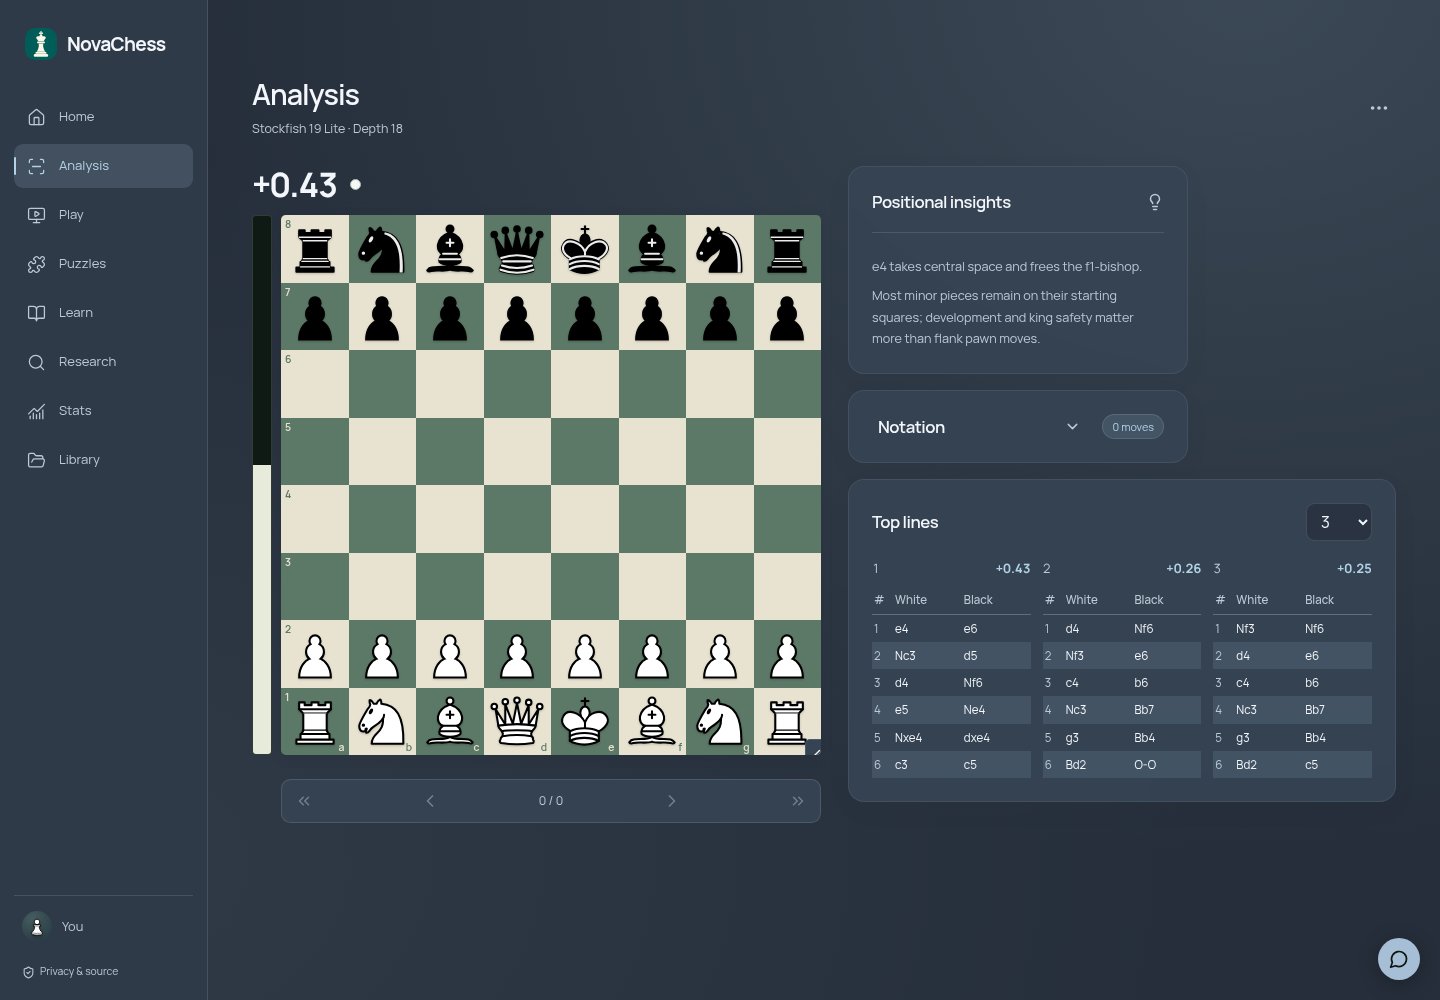 NovaChess
Home
Analysis
Play
Puzzles
Learn
Research
Stats
Library
You
Privacy & source
Analysis
Stockfish 19 Lite · Depth 18
+0.43
8
7
6
5
4
3
2
1
a b c d e f g
0 / 0
Positional insights
e4 takes central space and frees the f1-bishop.
Most minor pieces remain on their starting
squares; development and king safety matter
more than flank pawn moves.
Notation
0 moves
Top lines
3
1 +0.43 2 +0.26 3 +0.25
# White Black # White Black # White Black
1 e4 e6 1 d4 Nf6 1 Nf3 Nf6
2 Nc3 d5 2 Nf3 e6 2 d4 e6
3 d4 Nf6 3 c4 b6 3 c4 b6
4 e5 Ne4 4 Nc3 Bb7 4 Nc3 Bb7
5 Nxe4 dxe4 5 g3 Bb4 5 g3 Bb4
6 c3 c5 6 Bd2 O-O 6 Bd2 c5